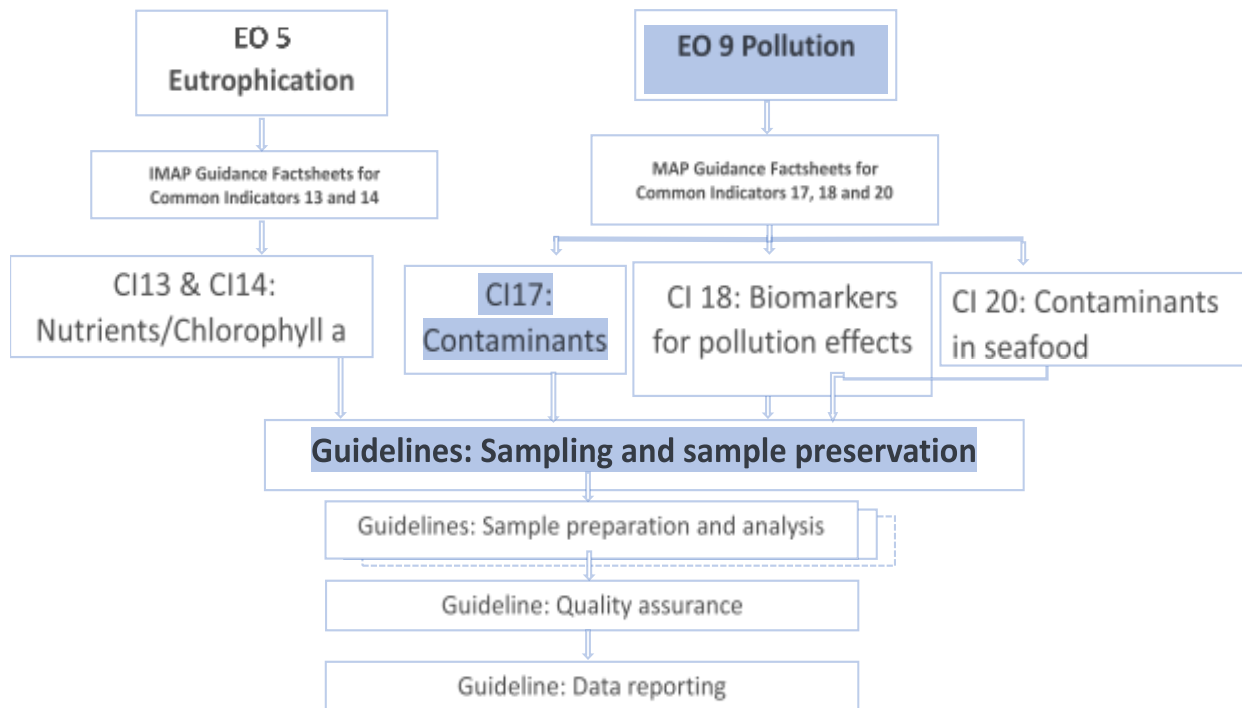 EO 5
Eutrophication
EO 9 Pollution
IMAP Guidance Factsheets for
Common Indicators 13 and 14
MAP Guidance Factsheets for
Common Indicators 17, 18 and 20
CI13 & CI14:
Nutrients/Chlorophyll a
CI17:
Contaminants
CI 18: Biomarkers
for pollution effects
CI 20: Contaminants
in seafood
Guidelines: Sampling and sample preservation
Guidelines: Sample preparation and analysis
Guideline: Quality assurance
Guideline: Data reporting